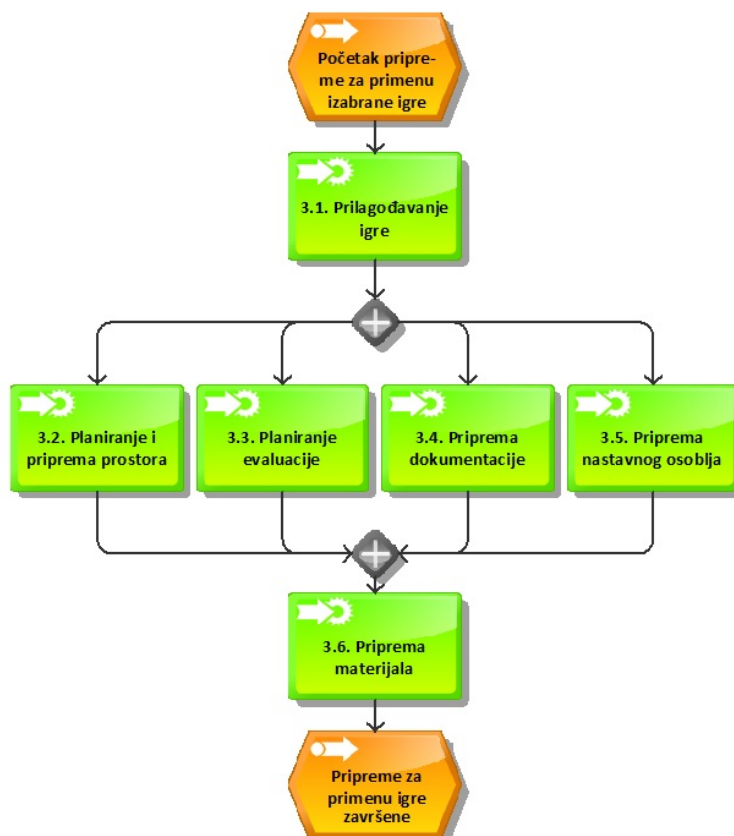 Početak pripre-
me za primenu
izabrane igre
3.1. Prilagođavanje
igre
3.2. Planiranje i
priprema prostora
3.3. Planiranje
evaluacije
3.4. Priprema
dokumentacije
3.5. Priprema
nastavnog osoblja
3.6. Priprema
materijala
Pripreme za
primenu igre
završene